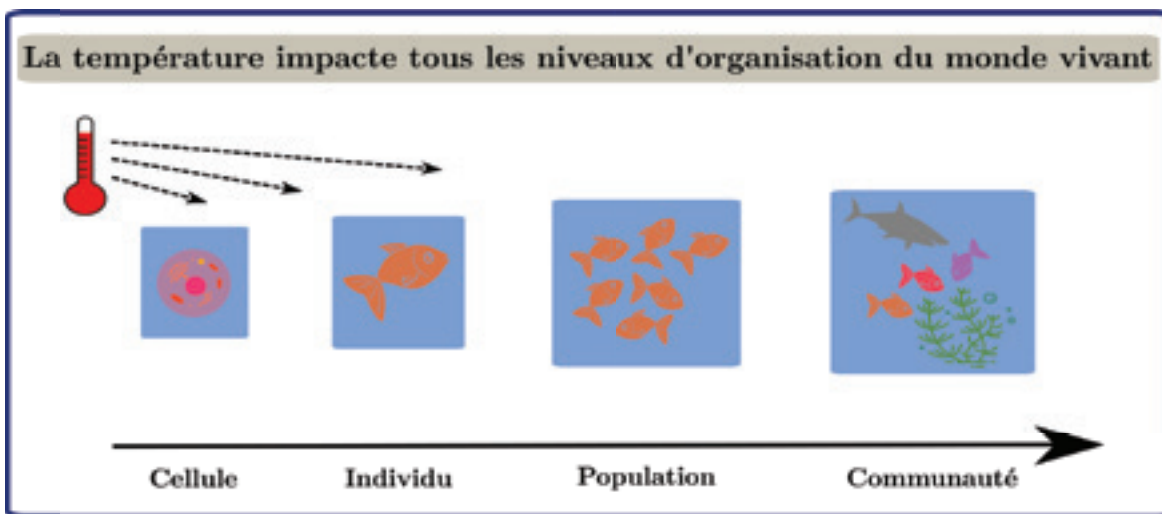 La température impacte tous les niveaux d'organisation du monde vivant
Cellule
Individu
Population
Communauté